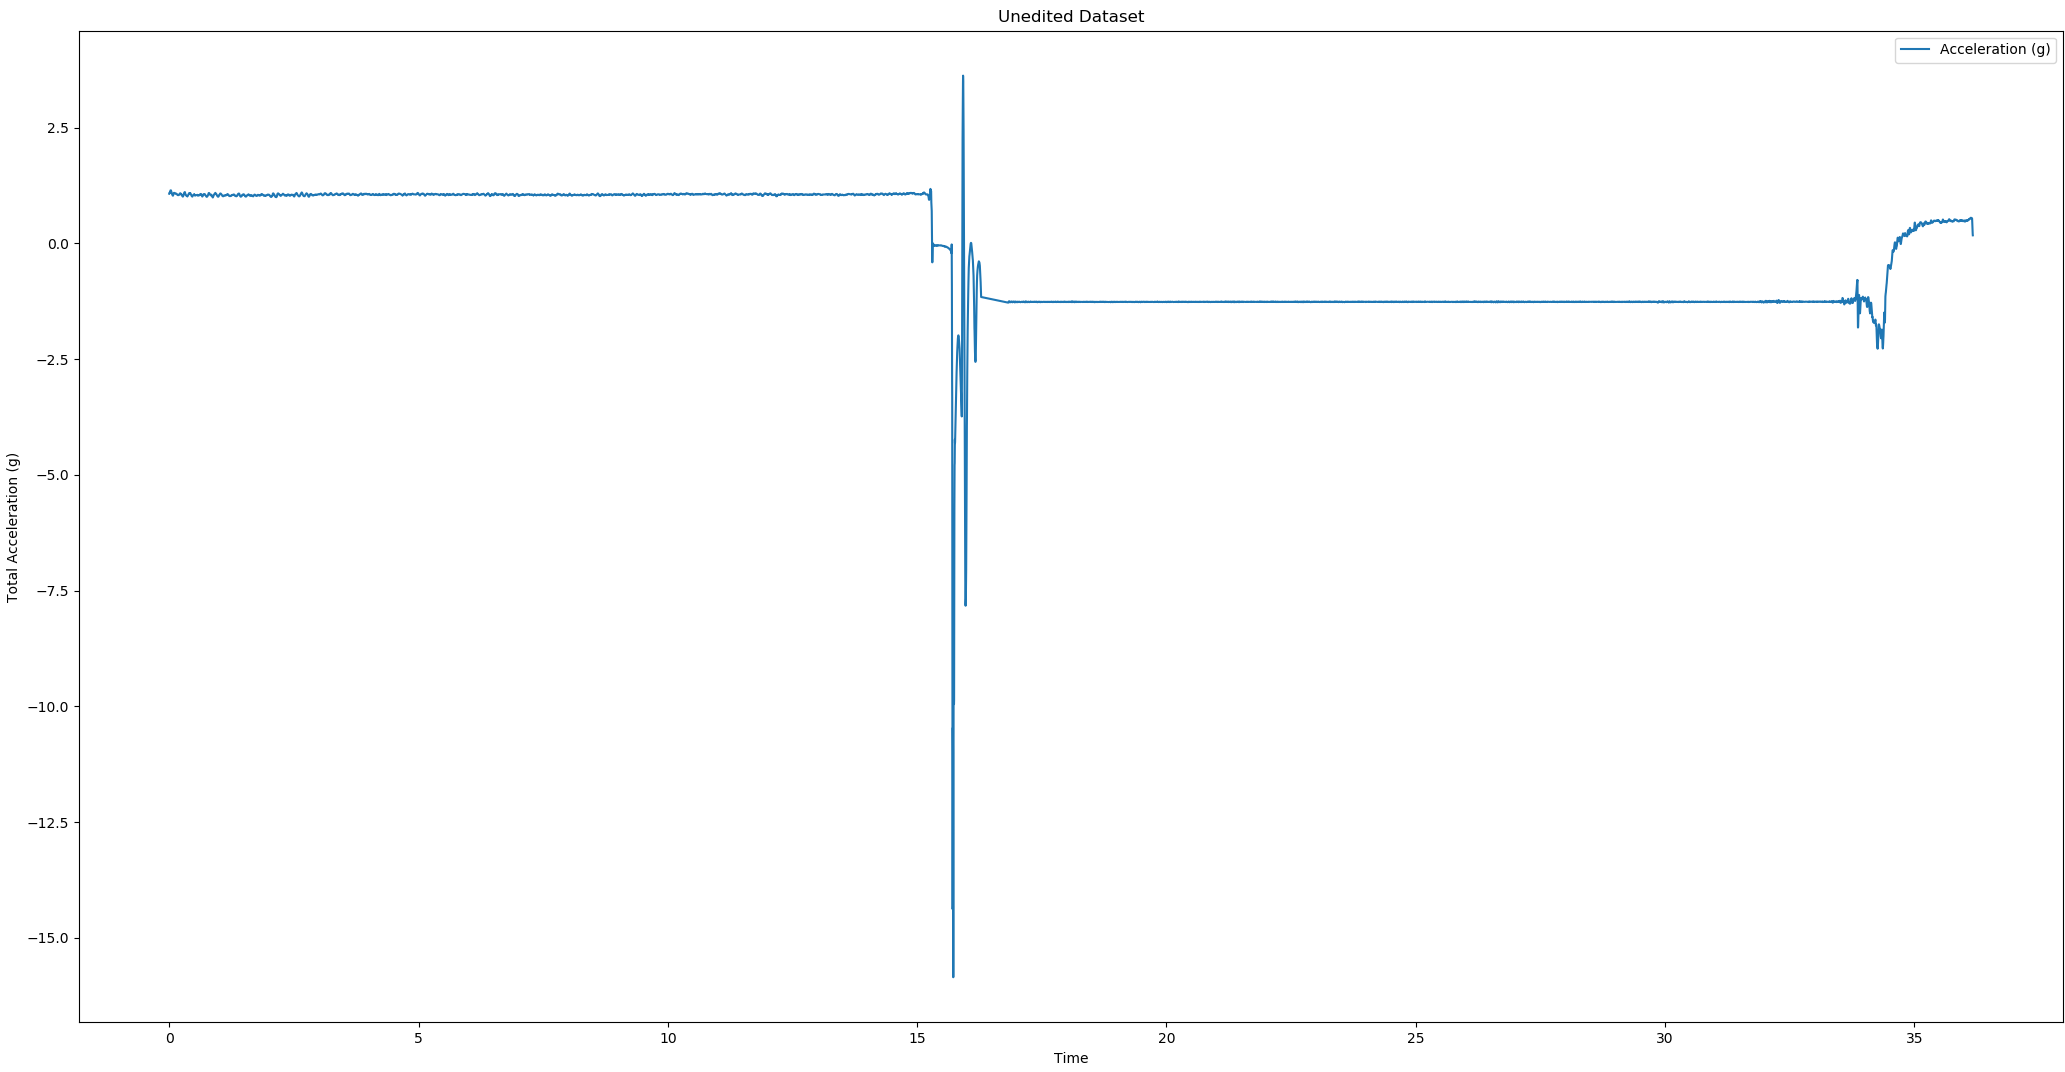 Unedited Dataset
Acceleration (g)
2.5
0.0
−2.5
−5.0
−7.5
−10.0
−12.5
−15.0
Total Acceleration (g)
0 5 10 15 20 25 30 35
Time